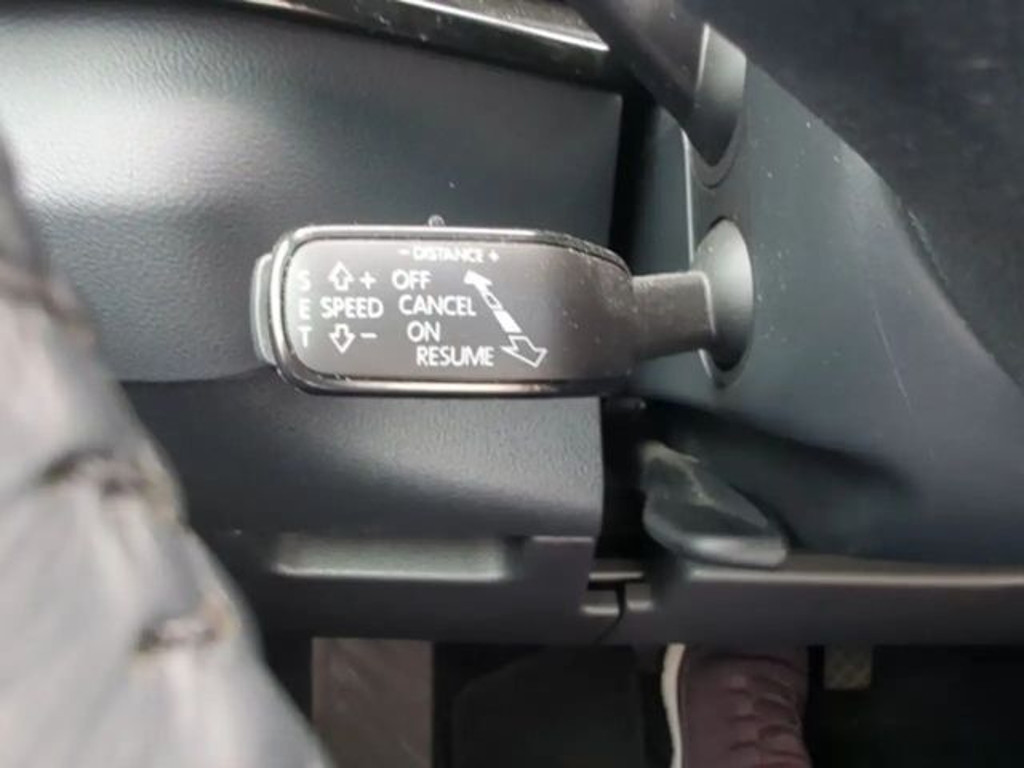 - DISTANCE +
S + OFF
E SPEED CANCEL
T - ON
RESUME